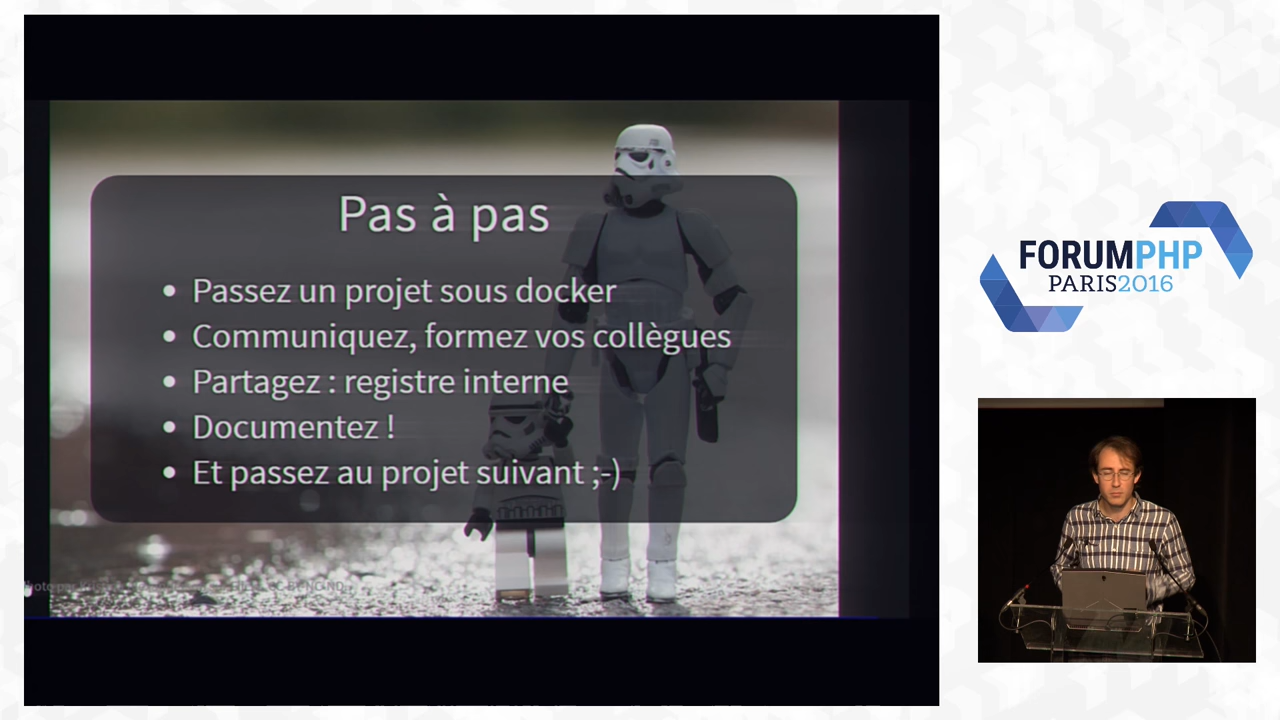 Pas à pas
• Passez un projet sous docker
• Communiquez, formez vos collègues
• Partagez : registre interne
• Documentez !
• Et passez au projet suivant ;-)
FORUMPHP
PARIS2016